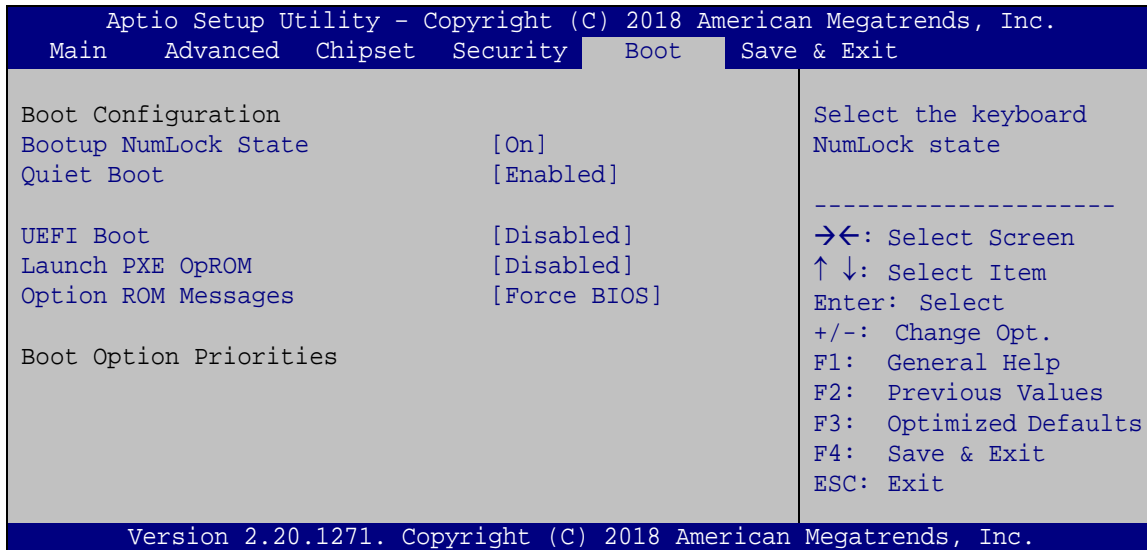 Aptio Setup Utility – Copyright (C) 2018 American Megatrends, Inc.
Main Advanced Chipset Security Boot Save & Exit
Boot Configuration
Bootup NumLock State [On]
Quiet Boot [Enabled]
UEFI Boot [Disabled]
Launch PXE OpROM [Disabled]
Option ROM Messages [Force BIOS]
Boot Option Priorities
Select the keyboard
NumLock state
---------------------
→←: Select Screen
↑ ↓: Select Item
Enter: Select
+/-: Change Opt.
F1: General Help
F2: Previous Values
F3: Optimized Defaults
F4: Save & Exit
ESC: Exit
Version 2.20.1271. Copyright (C) 2018 American Megatrends, Inc.